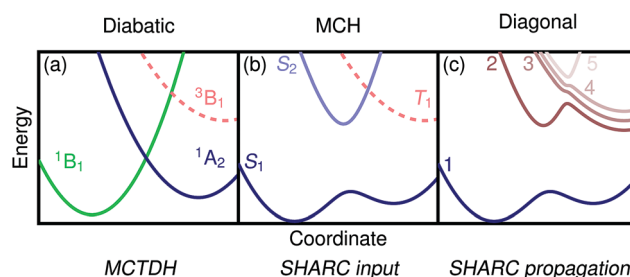 Diabatic MCH Diagonal
(a) (b) (c)
³B₁ S₂ T₁ 2 3 5 4
¹B₁ ¹A₂ S₁ 1
Energy
Coordinate
MCTDH SHARC input SHARC propagation